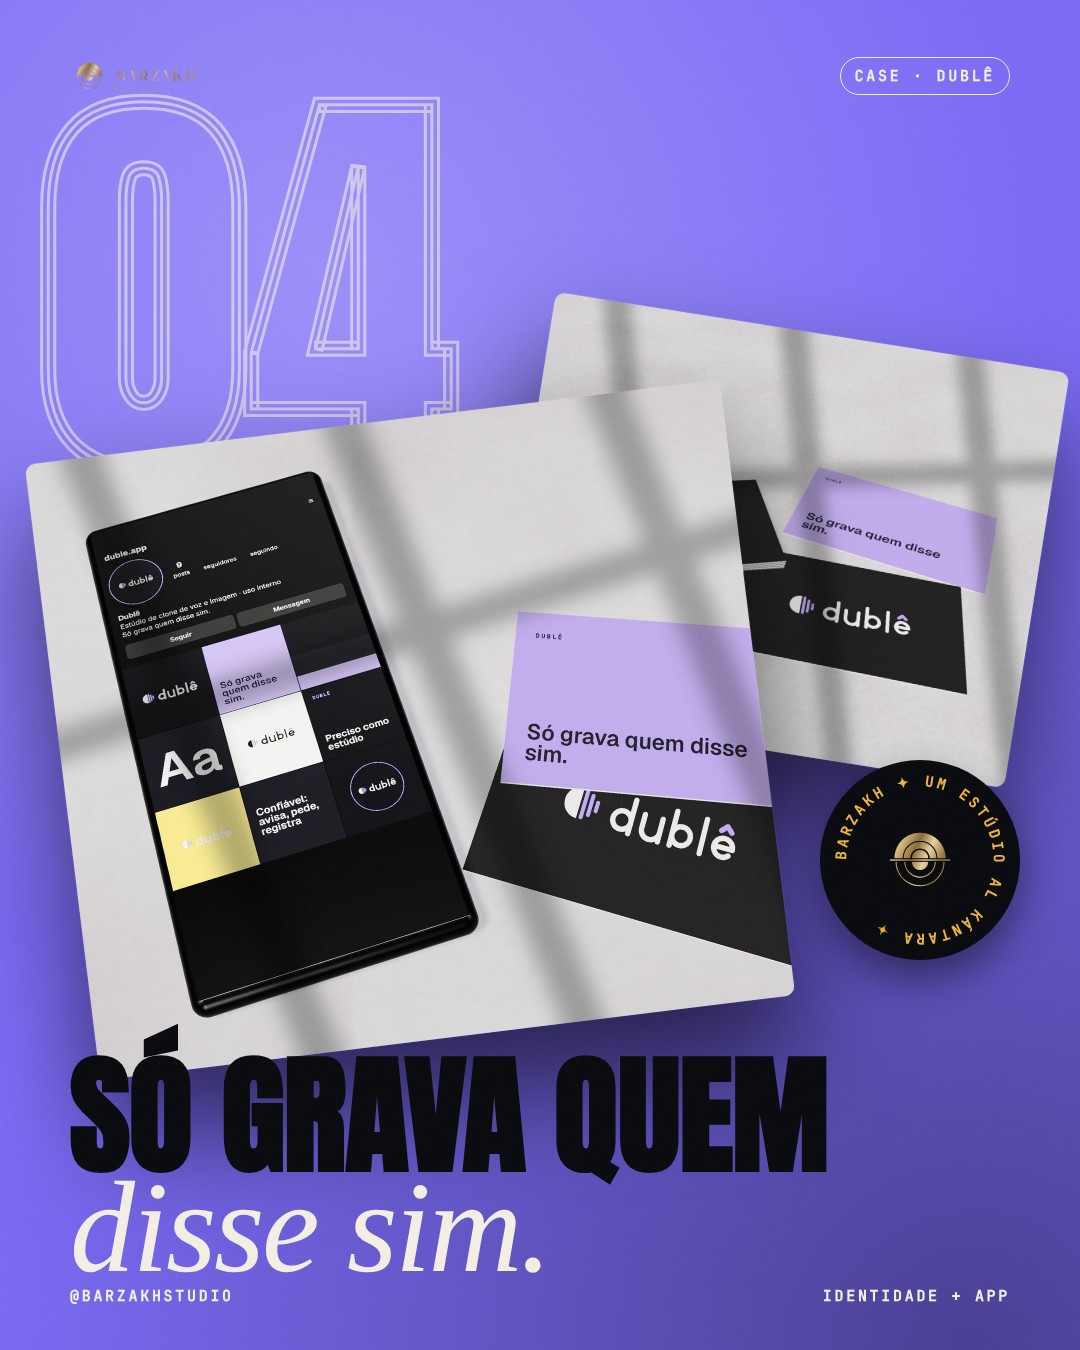 BARZAKH
CASE · DUBLÊ
04
duble.app
dublê
9
posts
seguidores
seguindo
Dublê
Estúdio de clone de voz e imagem · uso interno
Só grava quem disse sim.
Seguir
Mensagem
dublê
Só grava
quem disse
sim.
DUBLÊ
Aa
dublê
Preciso como
estúdio
dublê
Confiável:
avisa, pede,
registra
dublê
DUBLÊ
Só grava quem disse
sim.
dublê
DUBLÊ
Só grava quem disse
sim.
dublê
BARZAKH ✦ UM ESTÚDIO AL KÁNTARA ✦
SÓ GRAVA QUEM
disse sim.
@BARZAKHSTUDIO
IDENTIDADE + APP